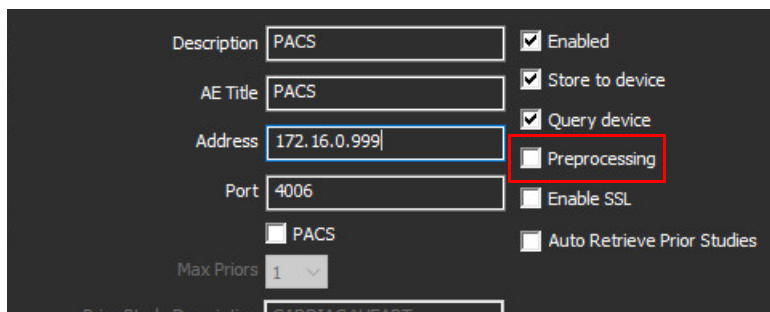 Description PACS
Enabled
AE Title PACS
Store to device
Query device
Address 172.16.0.999
Preprocessing
Port 4006
Enable SSL
PACS
Auto Retrieve Prior Studies
Max Priors 1